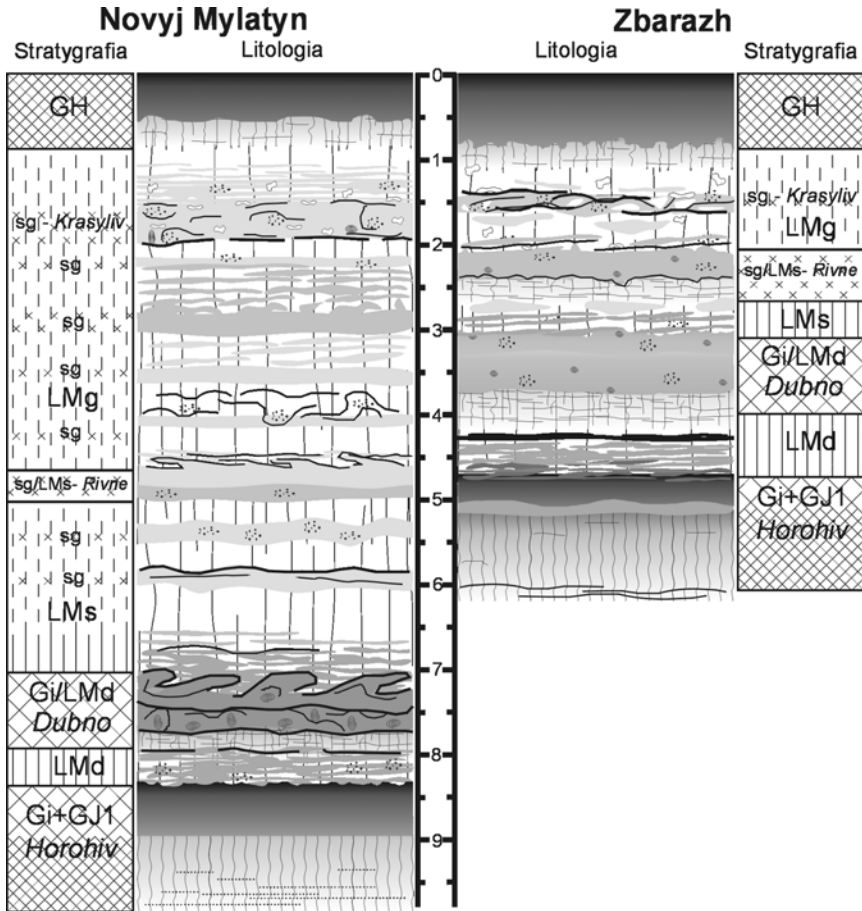 Novyj Mylatyn
Zbarazh
Stratygrafia
Litologia
Litologia
Stratygrafia
GH
sg - Krasyliv
sg
sg
sg
LMg
sg
sg/LMs- Rivne
sg
sg
LMs
Gi/LMd
Dubno
LMd
Gi+GJ1
Horohiv
0
1
2
3
4
5
6
7
8
9
GH
sg - Krasyliv
LMg
sg/LMs- Rivne
LMs
Gi/LMd
Dubno
LMd
Gi+GJ1
Horohiv